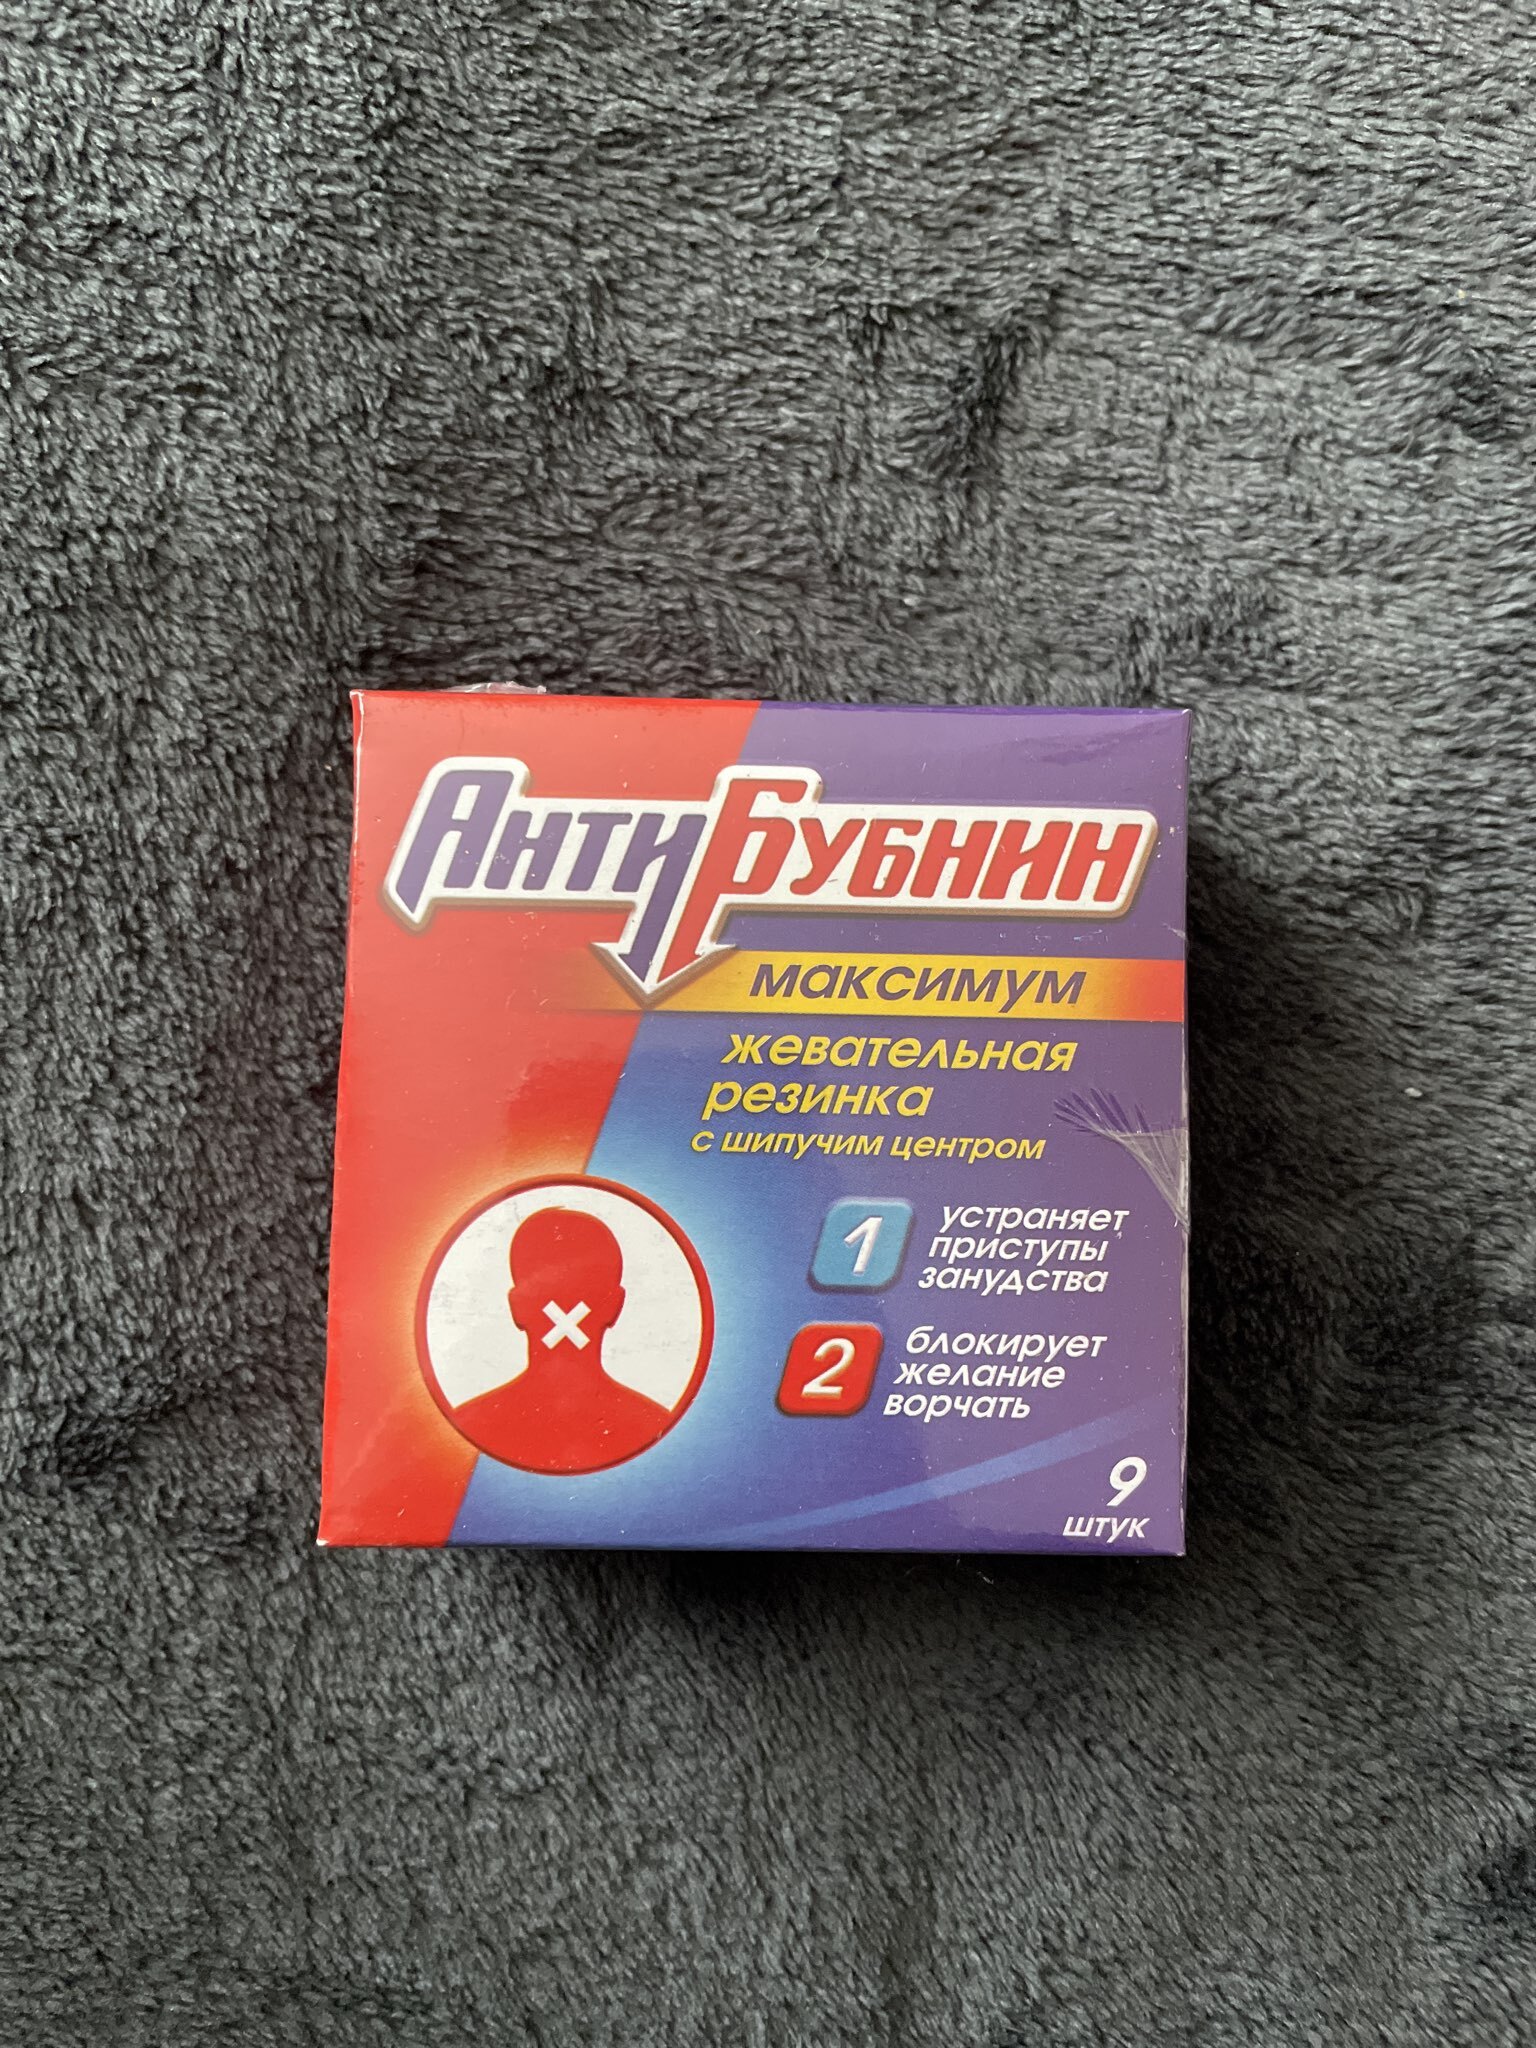 АнтиБубнин
максимум
жевательная
резинка
с шипучим центром
1
устраняет
приступы
занудства
2
блокирует
желание
ворчать
9
штук